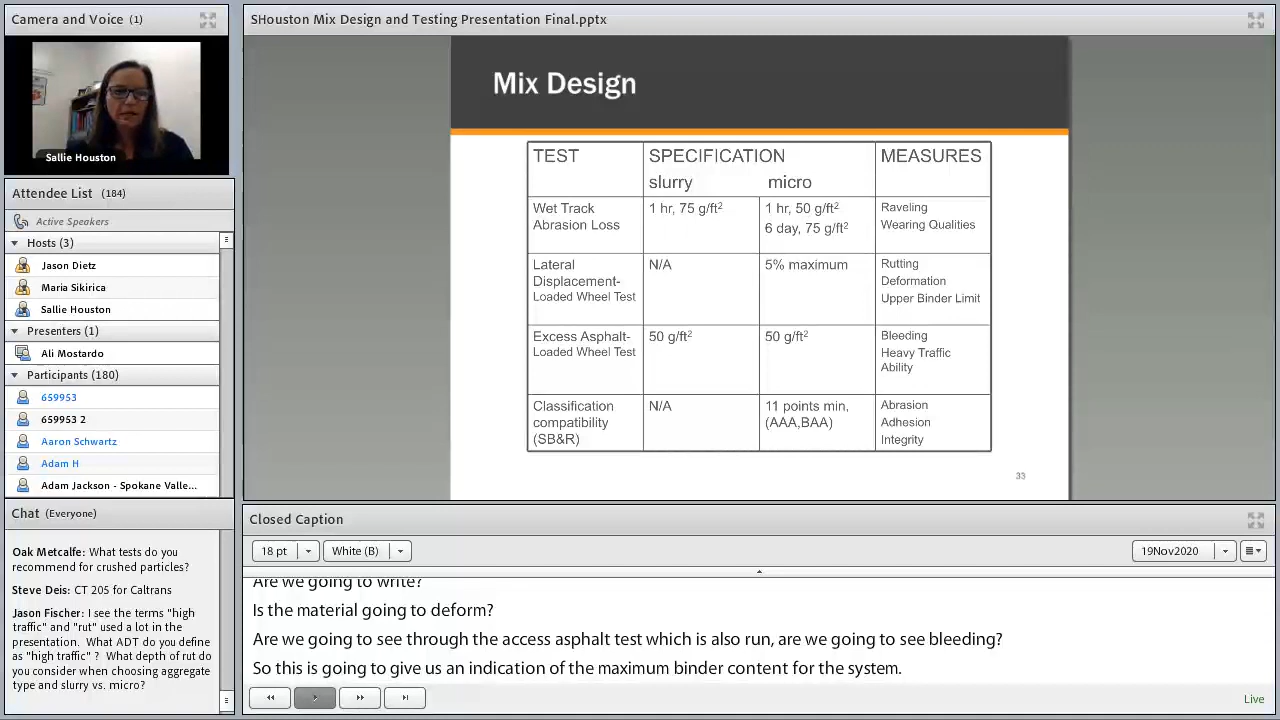 Camera and Voice (1)
Sallie Houston
Attendee List (184)
Active Speakers
Hosts (3)
Jason Dietz
Maria Sikirica
Sallie Houston
Presenters (1)
Ali Mostardo
Participants (180)
659953
659953 2
Aaron Schwartz
Adam H
Adam Jackson - Spokane Valle...
Chat (Everyone)
Oak Metcalfe: What tests do you
recommend for crushed particles?
Steve Deis: CT 205 for Caltrans
Jason Fischer: I see the terms "high
traffic" and "rut" used a lot in the
presentation. What ADT do you define
as "high traffic" ? What depth of rut do
you consider when choosing aggregate
type and slurry vs. micro?
SHouston Mix Design and Testing Presentation Final.pptx
Mix Design
TEST SPECIFICATION MEASURES
slurry micro
Wet Track
Abrasion Loss
1 hr, 75 g/ft²
1 hr, 50 g/ft²
6 day, 75 g/ft²
Raveling
Wearing Qualities
Lateral
Displacement-
Loaded Wheel Test
N/A
5% maximum
Rutting
Deformation
Upper Binder Limit
Excess Asphalt-
Loaded Wheel Test
50 g/ft²
50 g/ft²
Bleeding
Heavy Traffic
Ability
Classification
compatibility
(SB&R)
N/A
11 points min,
(AAA,BAA)
Abrasion
Adhesion
Integrity
33
Closed Caption
18 pt White (B) 19Nov2020
Are we going to write?
Is the material going to deform?
Are we going to see through the access asphalt test which is also run, are we going to see bleeding?
So this is going to give us an indication of the maximum binder content for the system.
Live